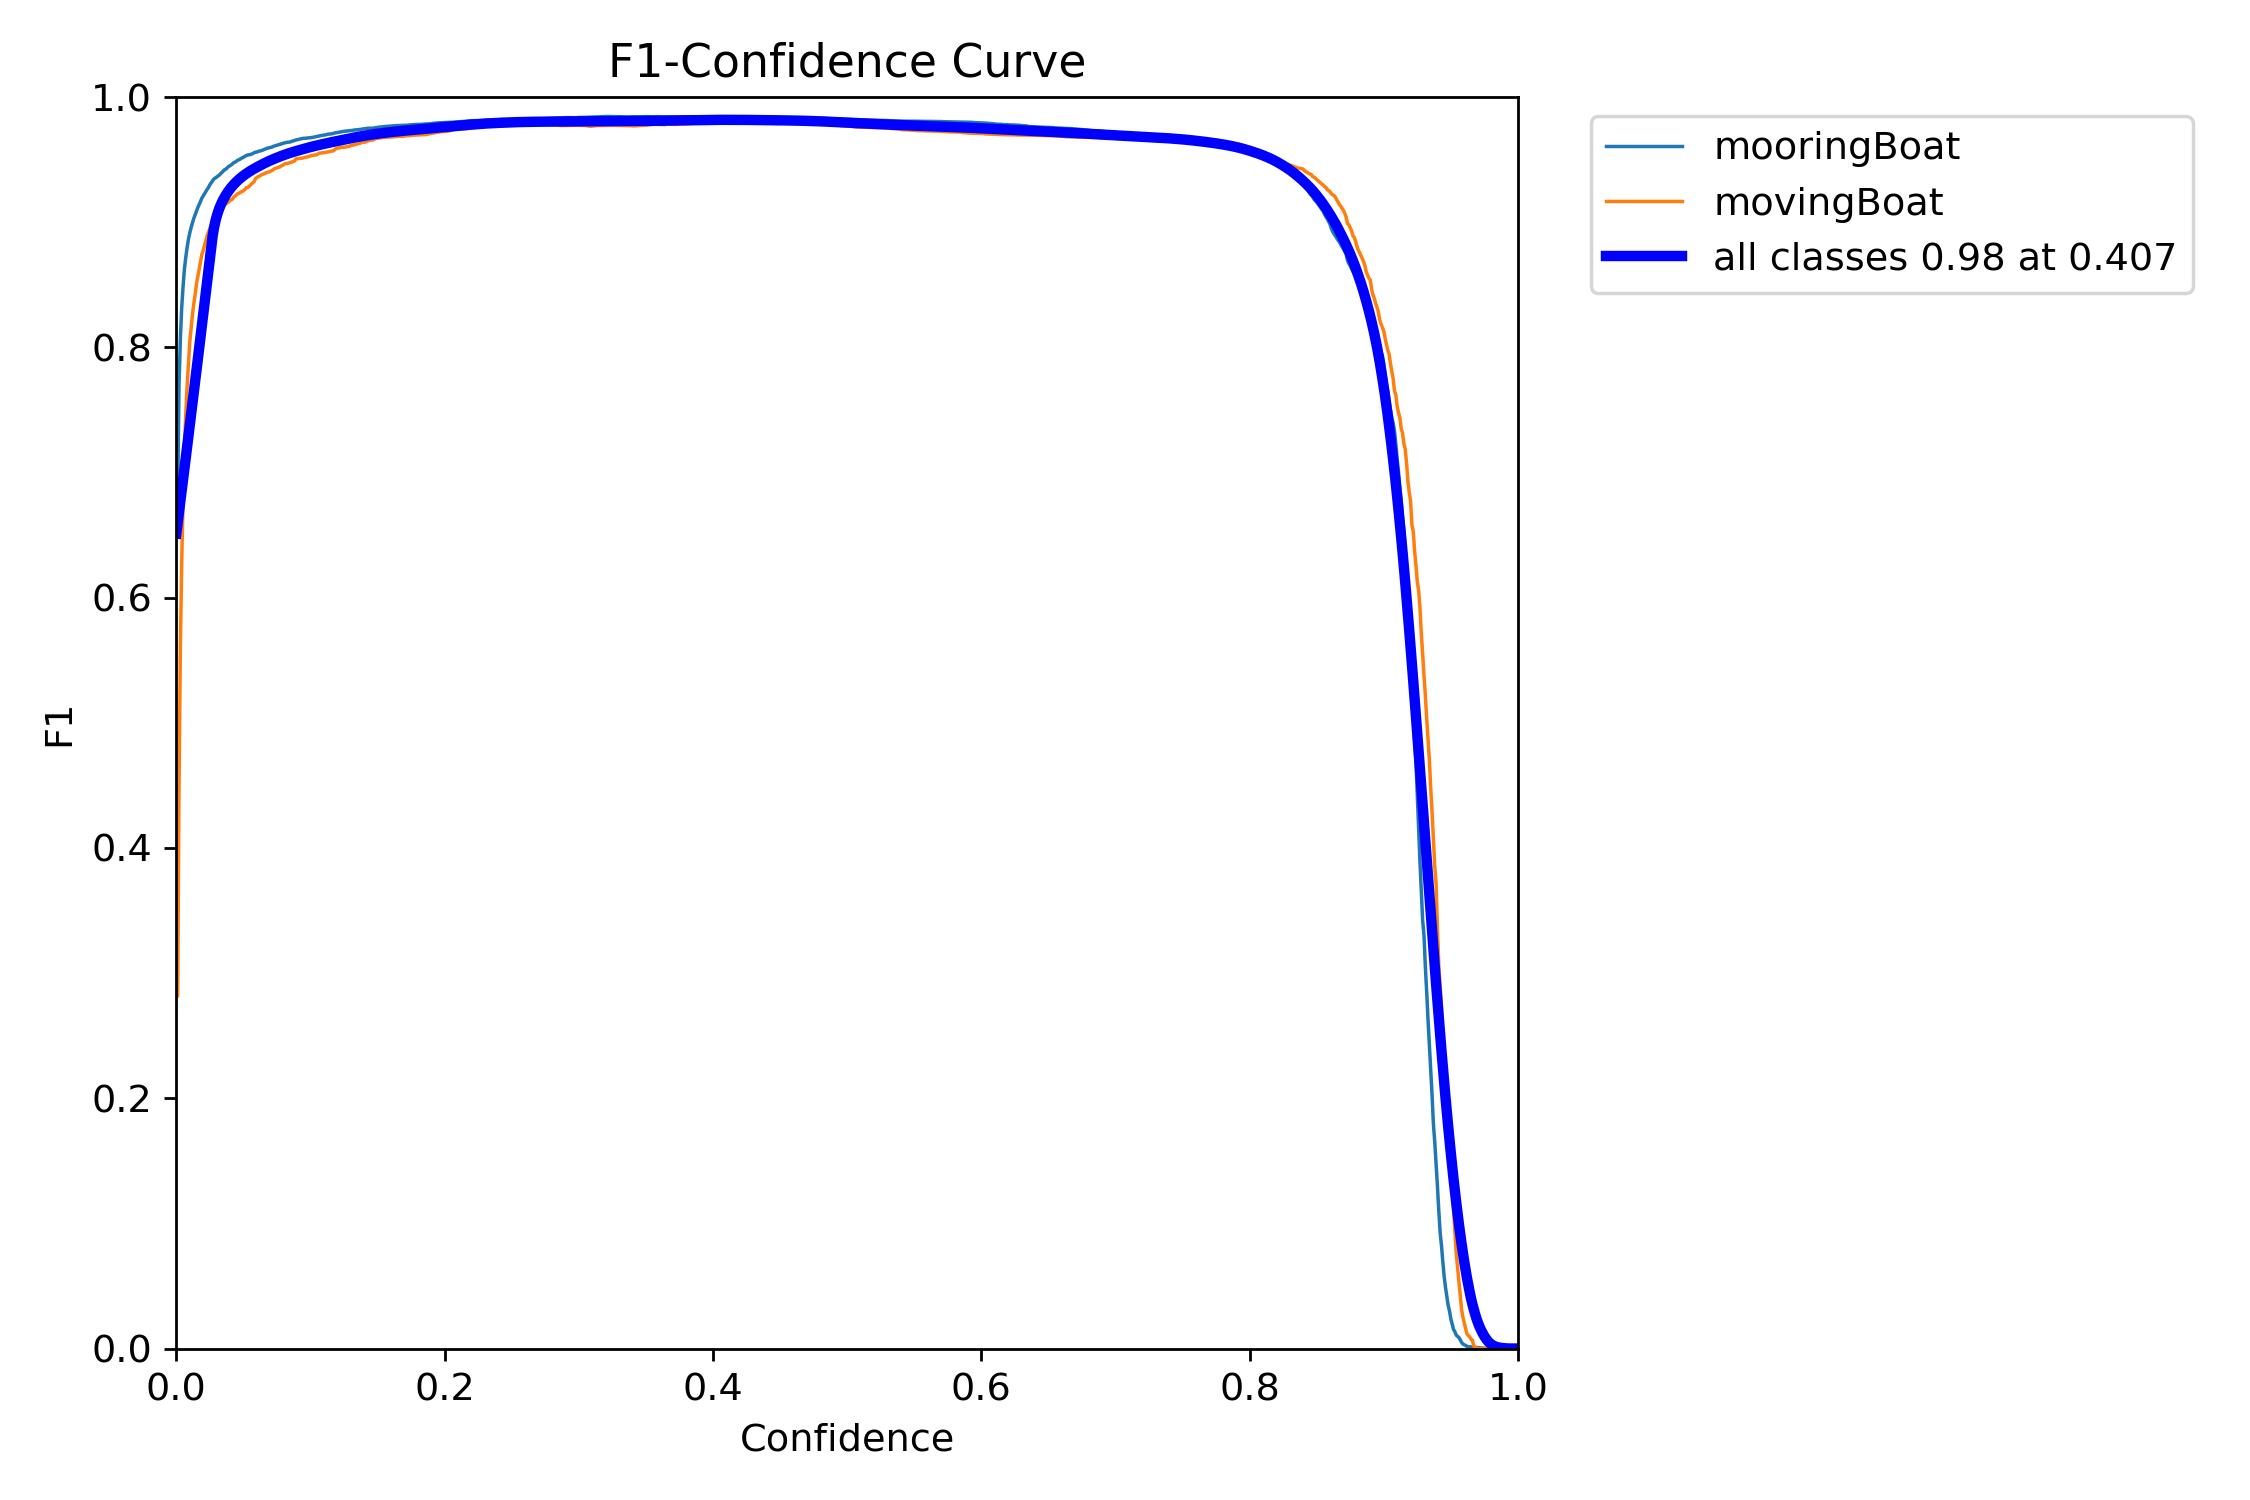 F1-Confidence Curve
1.0
0.8
0.6
0.4
0.2
0.0
F1
0.0 0.2 0.4 0.6 0.8 1.0
Confidence
mooringBoat
movingBoat
all classes 0.98 at 0.407